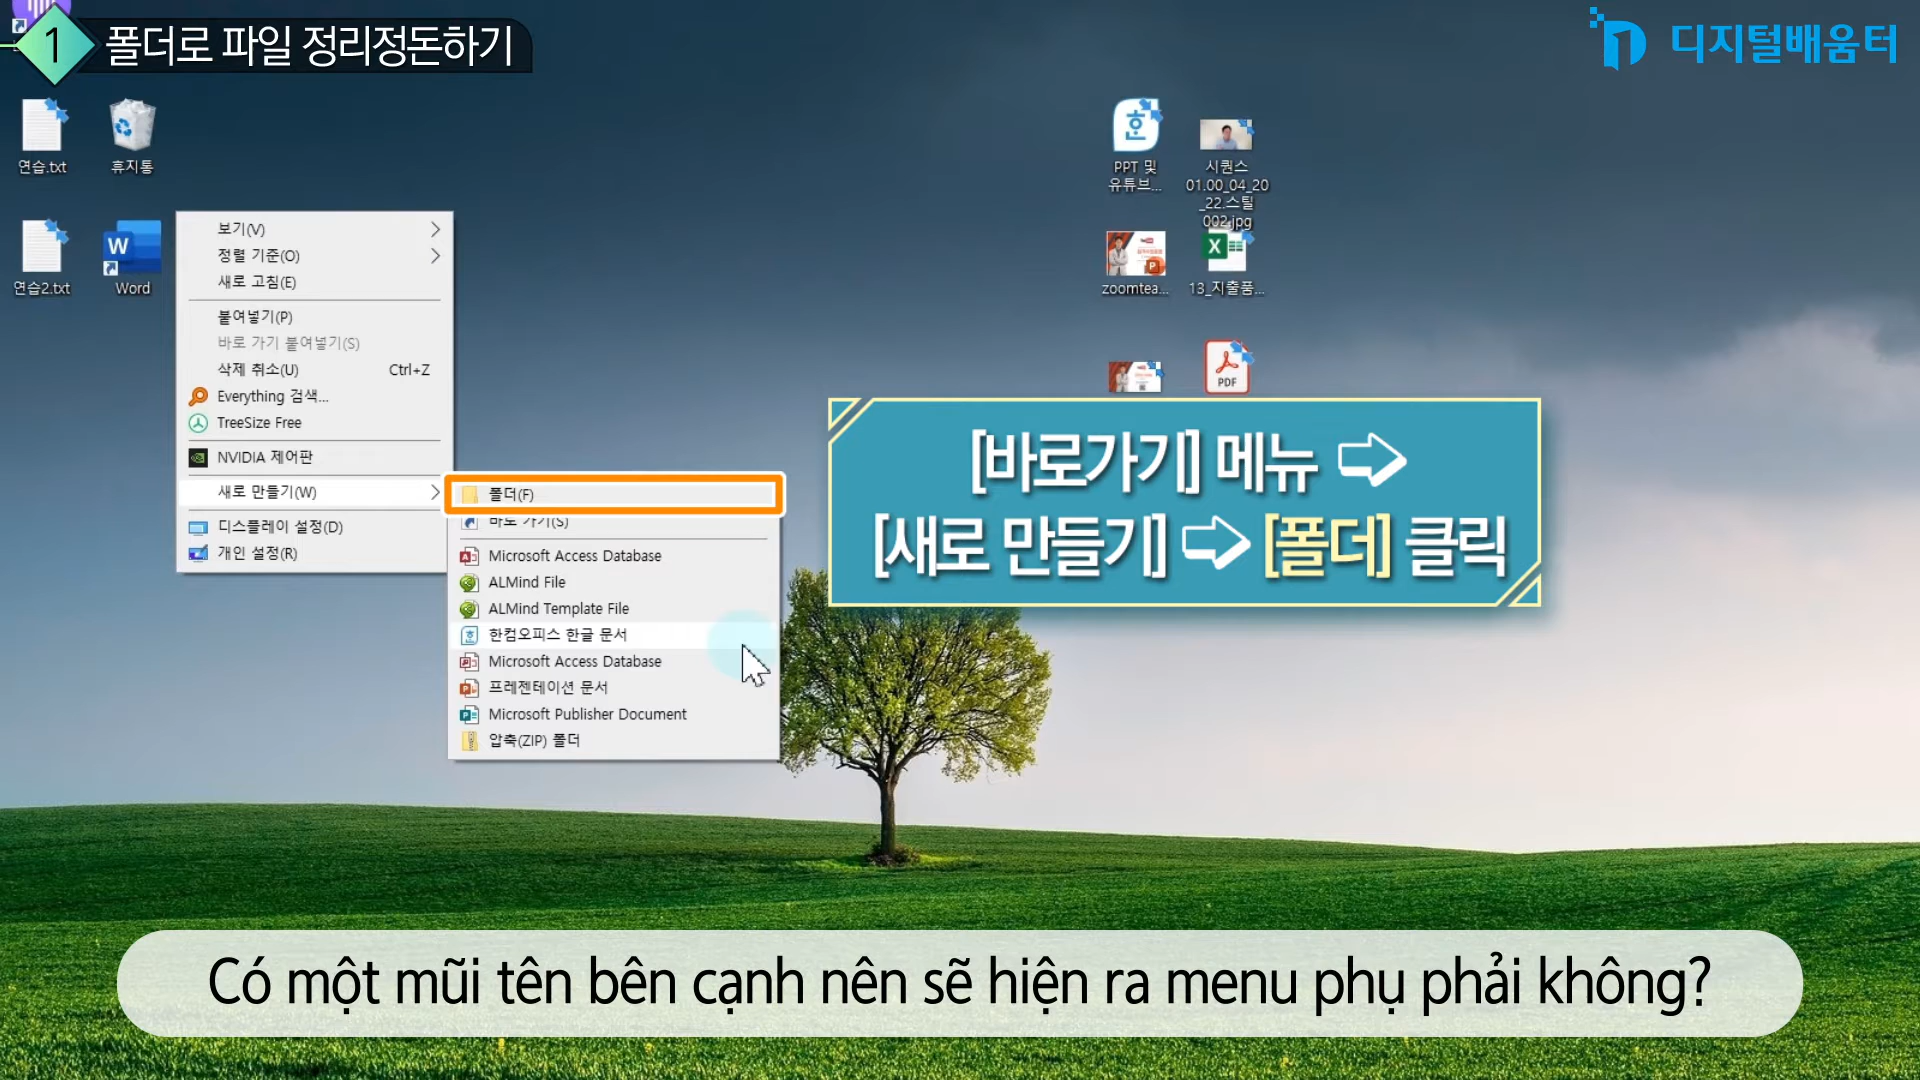 1 폴더로 파일 정리정돈하기
디지털배움터
연습.txt
휴지통
연습2.txt
Word
보기(V)
정렬 기준(O)
새로 고침(E)
붙여넣기(P)
바로 가기 붙여넣기(S)
삭제 취소(U) Ctrl+Z
Everything 검색...
TreeSize Free
NVIDIA 제어판
새로 만들기(W)
디스플레이 설정(D)
개인 설정(R)
폴더(F)
바로 가기(S)
Microsoft Access Database
ALMind File
ALMind Template File
한컴오피스 한글 문서
Microsoft Access Database
프레젠테이션 문서
Microsoft Publisher Document
압축(ZIP) 폴더
PPT 및
유튜브...
시퀀스
01.00_04_20
_22.스틸
002.jpg
zoomtea...
13_지출품...
PDF
[바로가기] 메뉴 ⇨
[새로 만들기] ⇨ [폴더] 클릭
Có một mũi tên bên cạnh nên sẽ hiện ra menu phụ phải không?